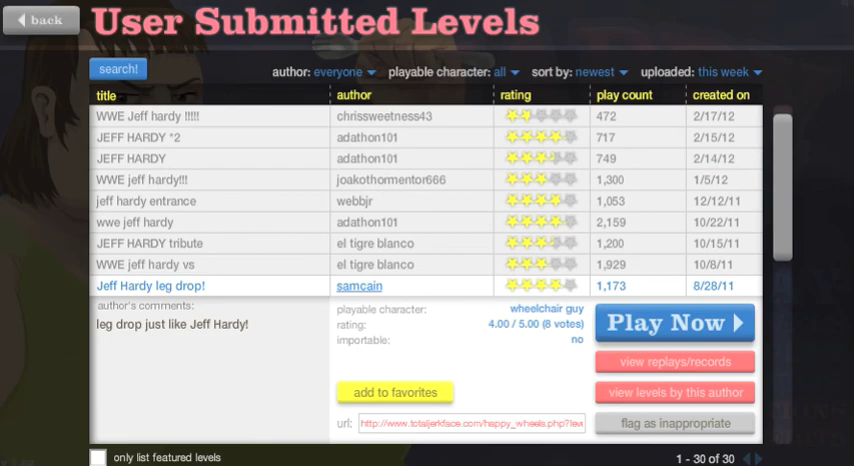 back
User Submitted Levels
search!
author: everyone playable character: all sort by: newest uploaded: this week
title author rating play count created on
WWE Jeff hardy !!!!! chrissweetness43 472 2/17/12
JEFF HARDY *2 adathon101 717 2/15/12
JEFF HARDY adathon101 749 2/14/12
WWE jeff hardy!!! joakothormentor666 1,300 1/5/12
jeff hardy entrance webbjr 1,053 12/12/11
wwe jeff hardy adathon101 2,159 10/22/11
JEFF HARDY tribute el tigre blanco 1,200 10/15/11
WWE jeff hardy vs el tigre blanco 1,929 10/8/11
Jeff Hardy leg drop! samcain 1,173 8/28/11
author's comments:
leg drop just like Jeff Hardy!
playable character: wheelchair guy
rating: 4.00 / 5.00 (8 votes)
importable: no
Play Now
view replays/records
add to favorites
view levels by this author
url: http://www.totaljerkface.com/happy_wheels.php?lev
flag as inappropriate
only list featured levels
1 - 30 of 30